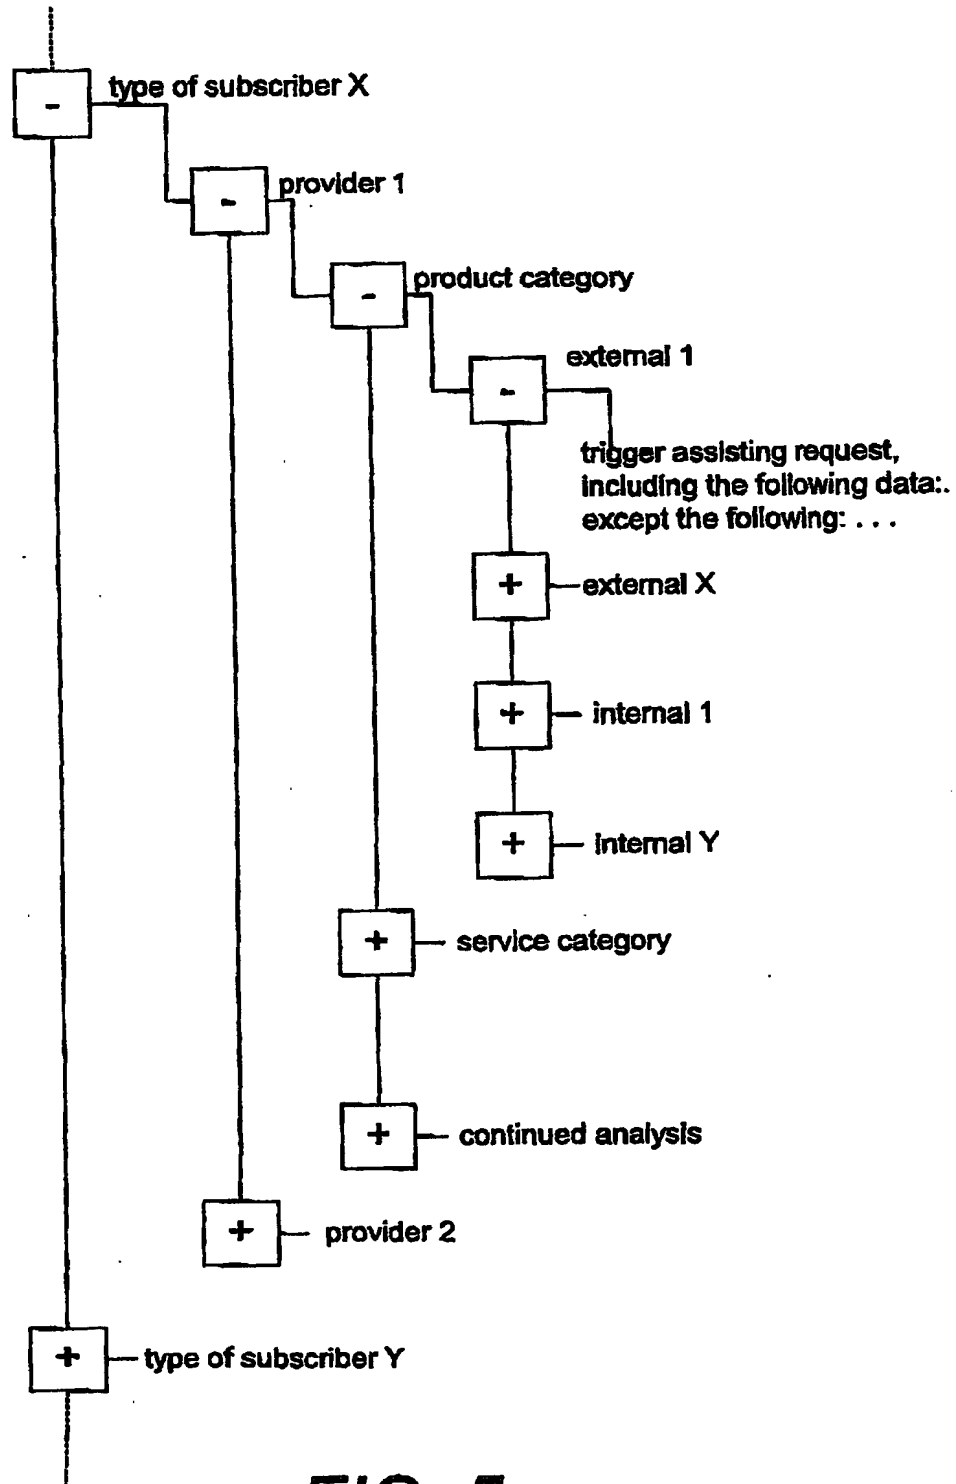 - type of subscriber X
- provider 1
- product category
- external 1
trigger assisting request,
including the following data:.
except the following: . . .
+ external X
+ internal 1
+ internal Y
+ service category
+ continued analysis
+ provider 2
+ type of subscriber Y